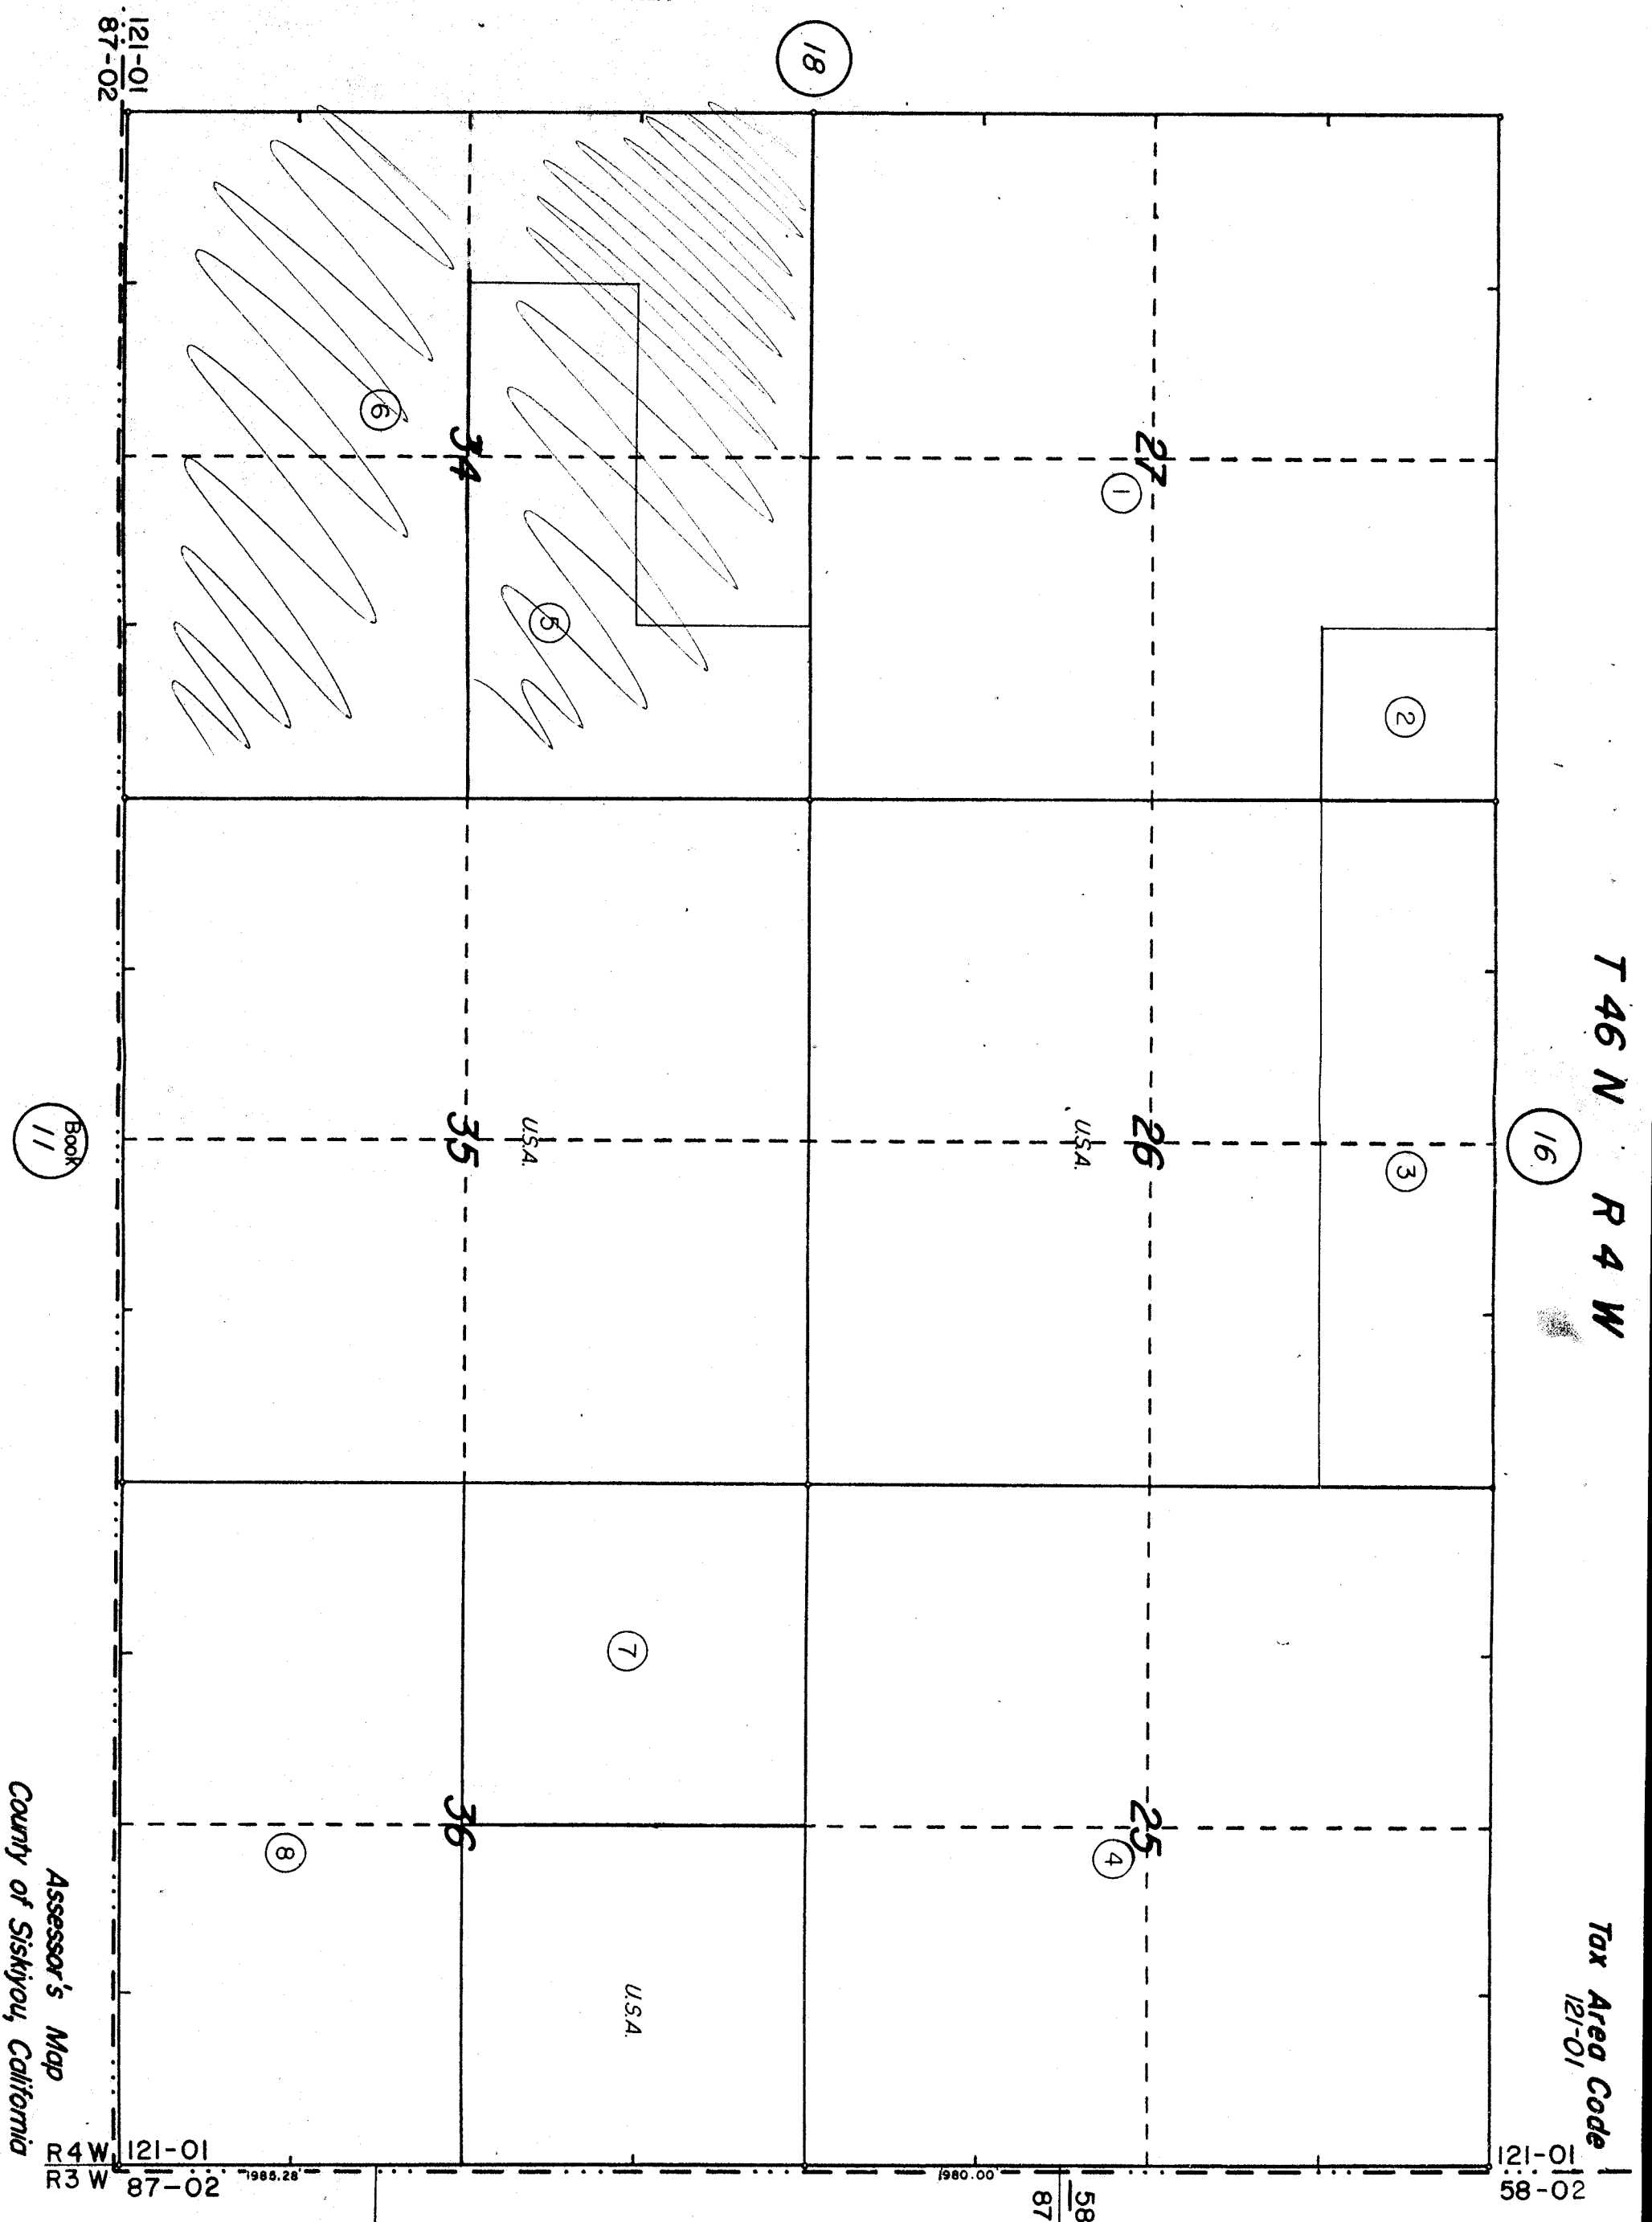 T 46 N R 4 W
Tax Area Code
121-01
16
121-01
58-02
2
3
27
1
26
U.S.A.
25
4
58
87
1980.00'
18
5
34
6
U.S.A.
35
7
U.S.A.
36
8
1985.28'
121-01
87-02
Book
11
R4W
R3W
121-01
87-02
Assessor's Map
County of Siskiyou, California